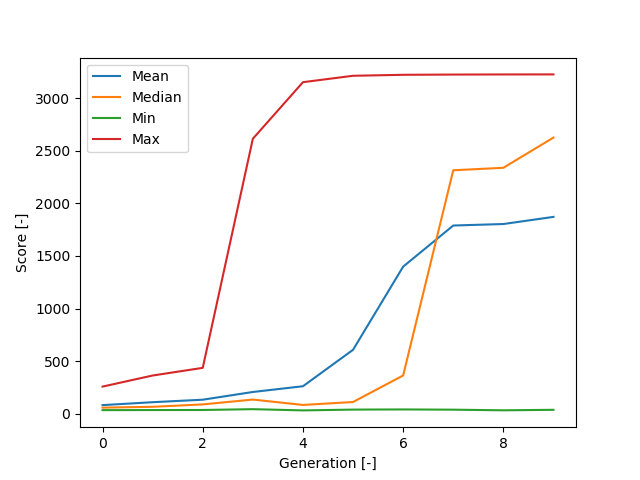 Mean
Median
Min
Max
3000
2500
2000
1500
1000
500
0
Score [-]
0 2 4 6 8
Generation [-]